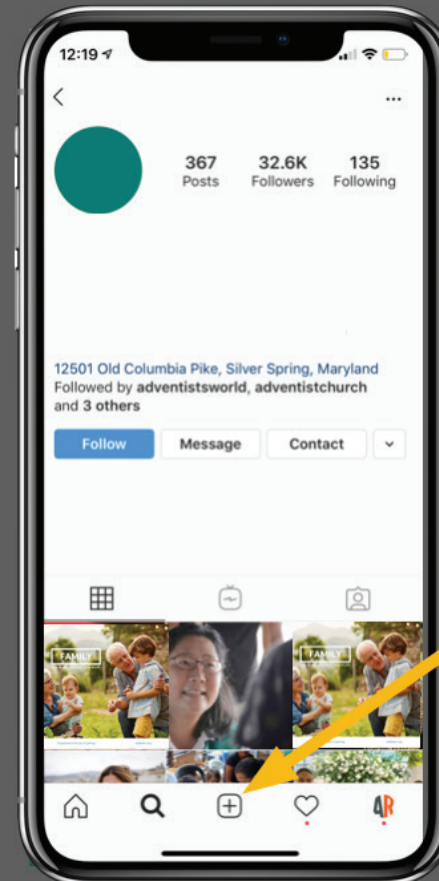 12:19
367 32.6K 135
Posts Followers Following
12501 Old Columbia Pike, Silver Spring, Maryland
Followed by adventistsworld, adventistchurch
and 3 others
Follow Message Contact
FAMILY FAMILY
AR